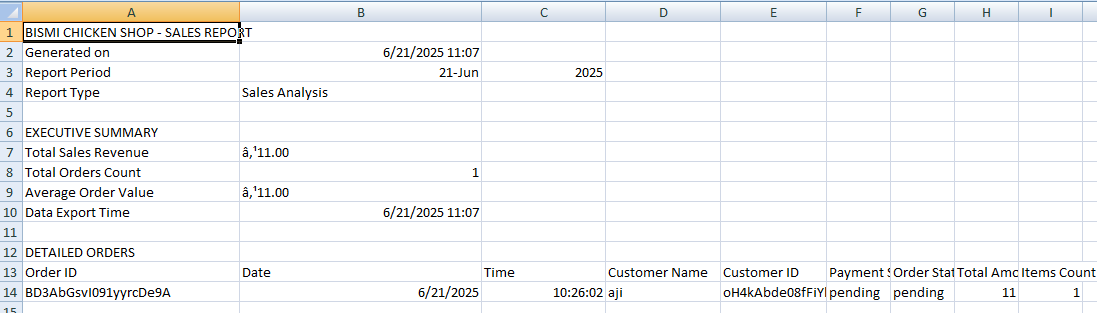 A B C D E F G H I
1 BISMI CHICKEN SHOP - SALES REPORT
2 Generated on 6/21/2025 11:07
3 Report Period 21-Jun 2025
4 Report Type Sales Analysis
5
6 EXECUTIVE SUMMARY
7 Total Sales Revenue â‚¹11.00
8 Total Orders Count 1
9 Average Order Value â‚¹11.00
10 Data Export Time 6/21/2025 11:07
11
12 DETAILED ORDERS
13 Order ID Date Time Customer Name Customer ID Payment S Order Stat Total Amo Items Count
14 BD3AbGsvI091yyrcDe9A 6/21/2025 10:26:02 aji oH4kAbde08fFiYl pending pending 11 1
15